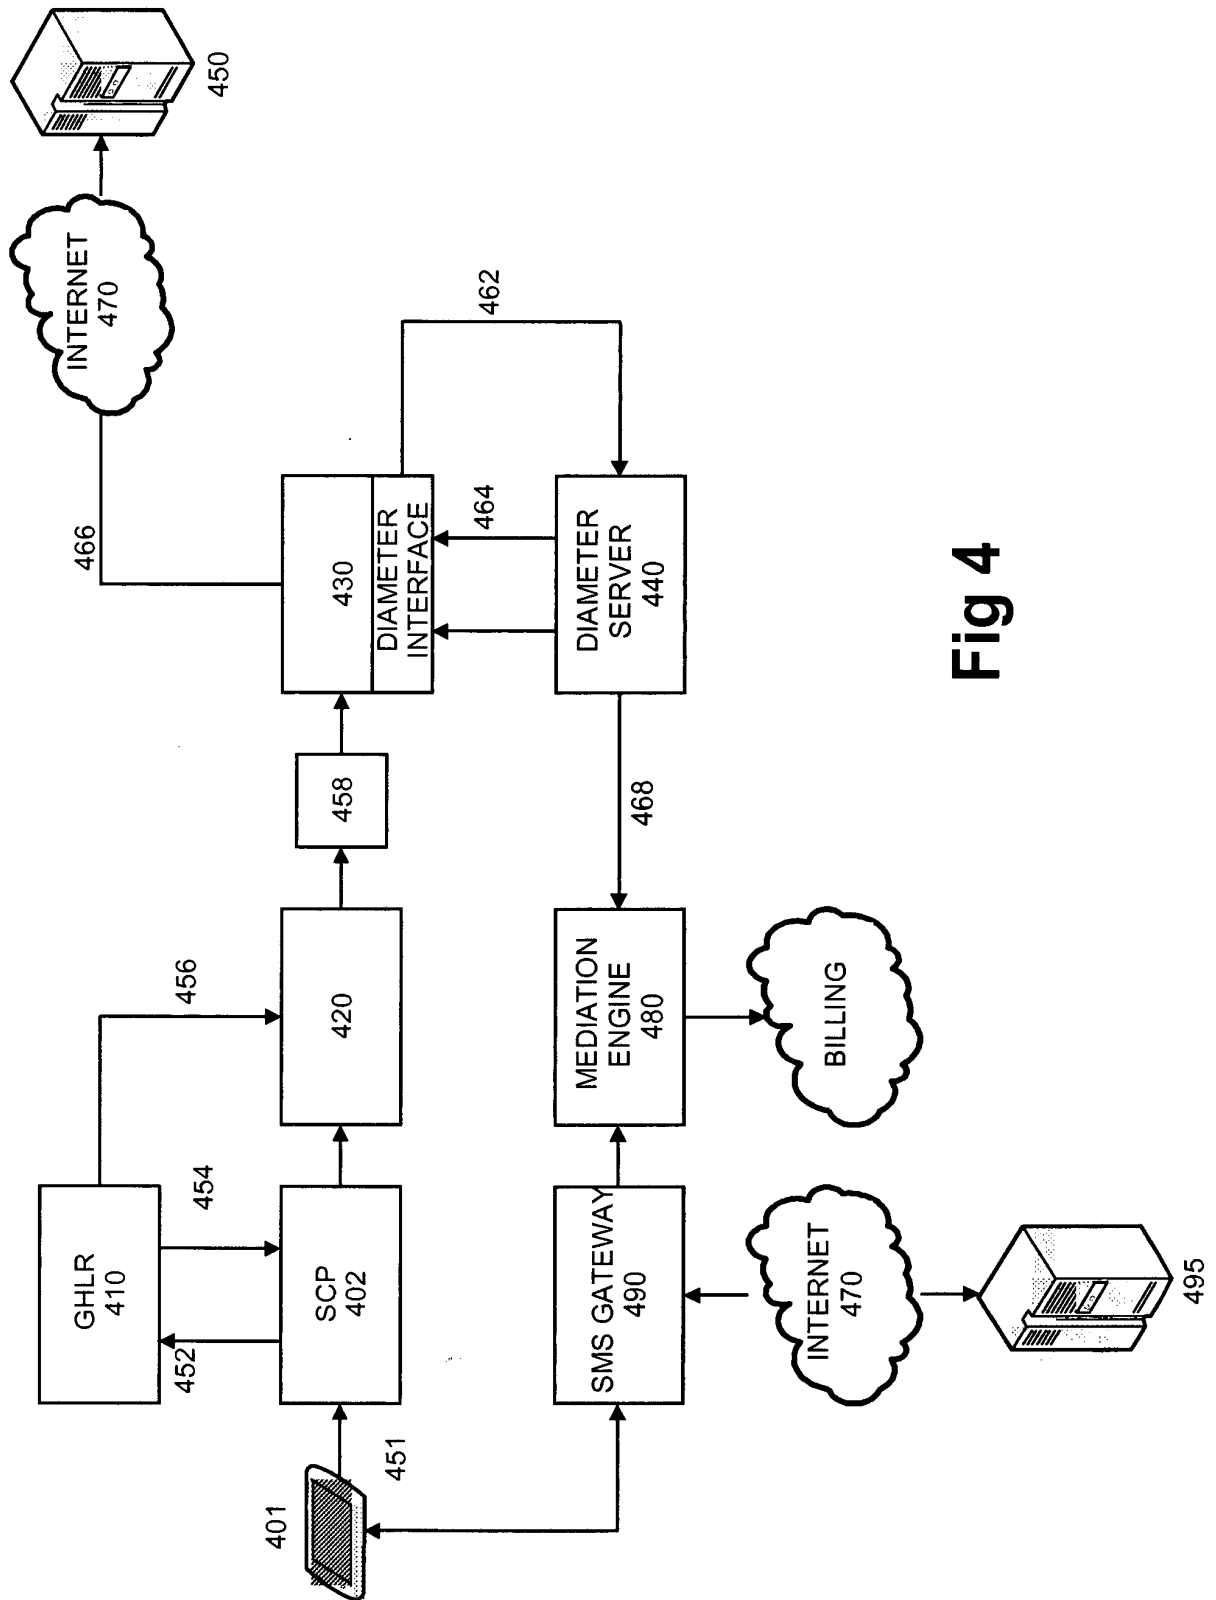 401
451
GHLR
410
452
454
SCP
402
456
420
458
430
DIAMETER
INTERFACE
466
INTERNET
470
450
462
464
DIAMETER
SERVER
440
468
MEDIATION
ENGINE
480
BILLING
SMS GATEWAY
490
INTERNET
470
495
Fig 4